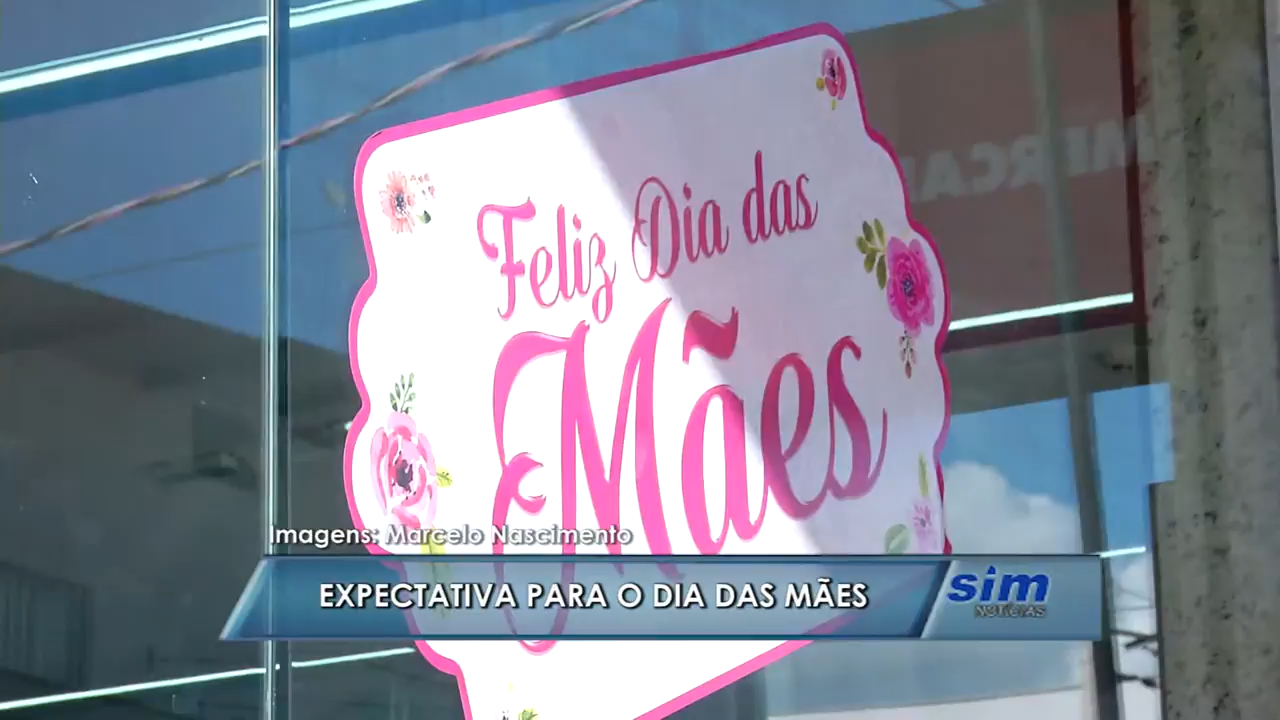 Feliz Dia das
Mães
Imagens: Marcelo Nascimento
EXPECTATIVA PARA O DIA DAS MÃES
sim
NOTÍCIAS